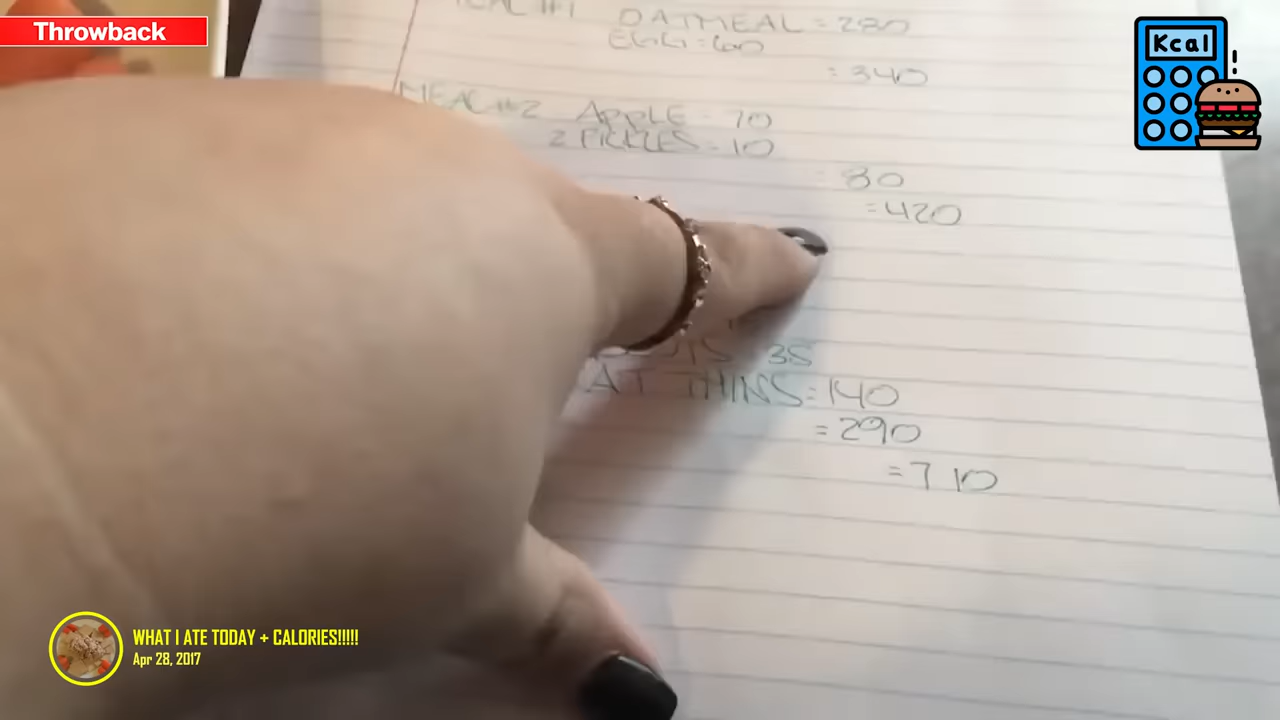 Throwback
Kcal
OATMEAL = 280
EGG = 60
= 340
MEAL #2 Apple = 70
2 PICKLES = 10
= 80
= 420
35
AT THINS = 140
= 290
= 710
WHAT I ATE TODAY + CALORIES!!!!!
Apr 28, 2017